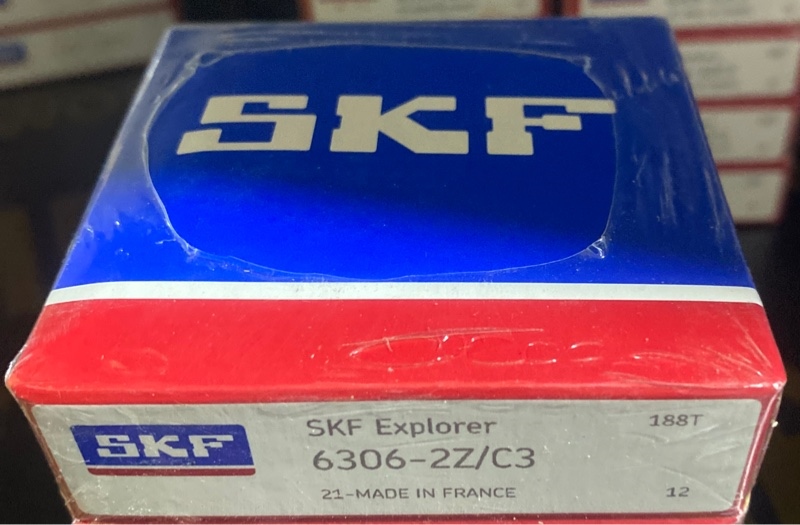 SKF
SKF
SKF Explorer
188T
6306-2Z/C3
21-MADE IN FRANCE
12